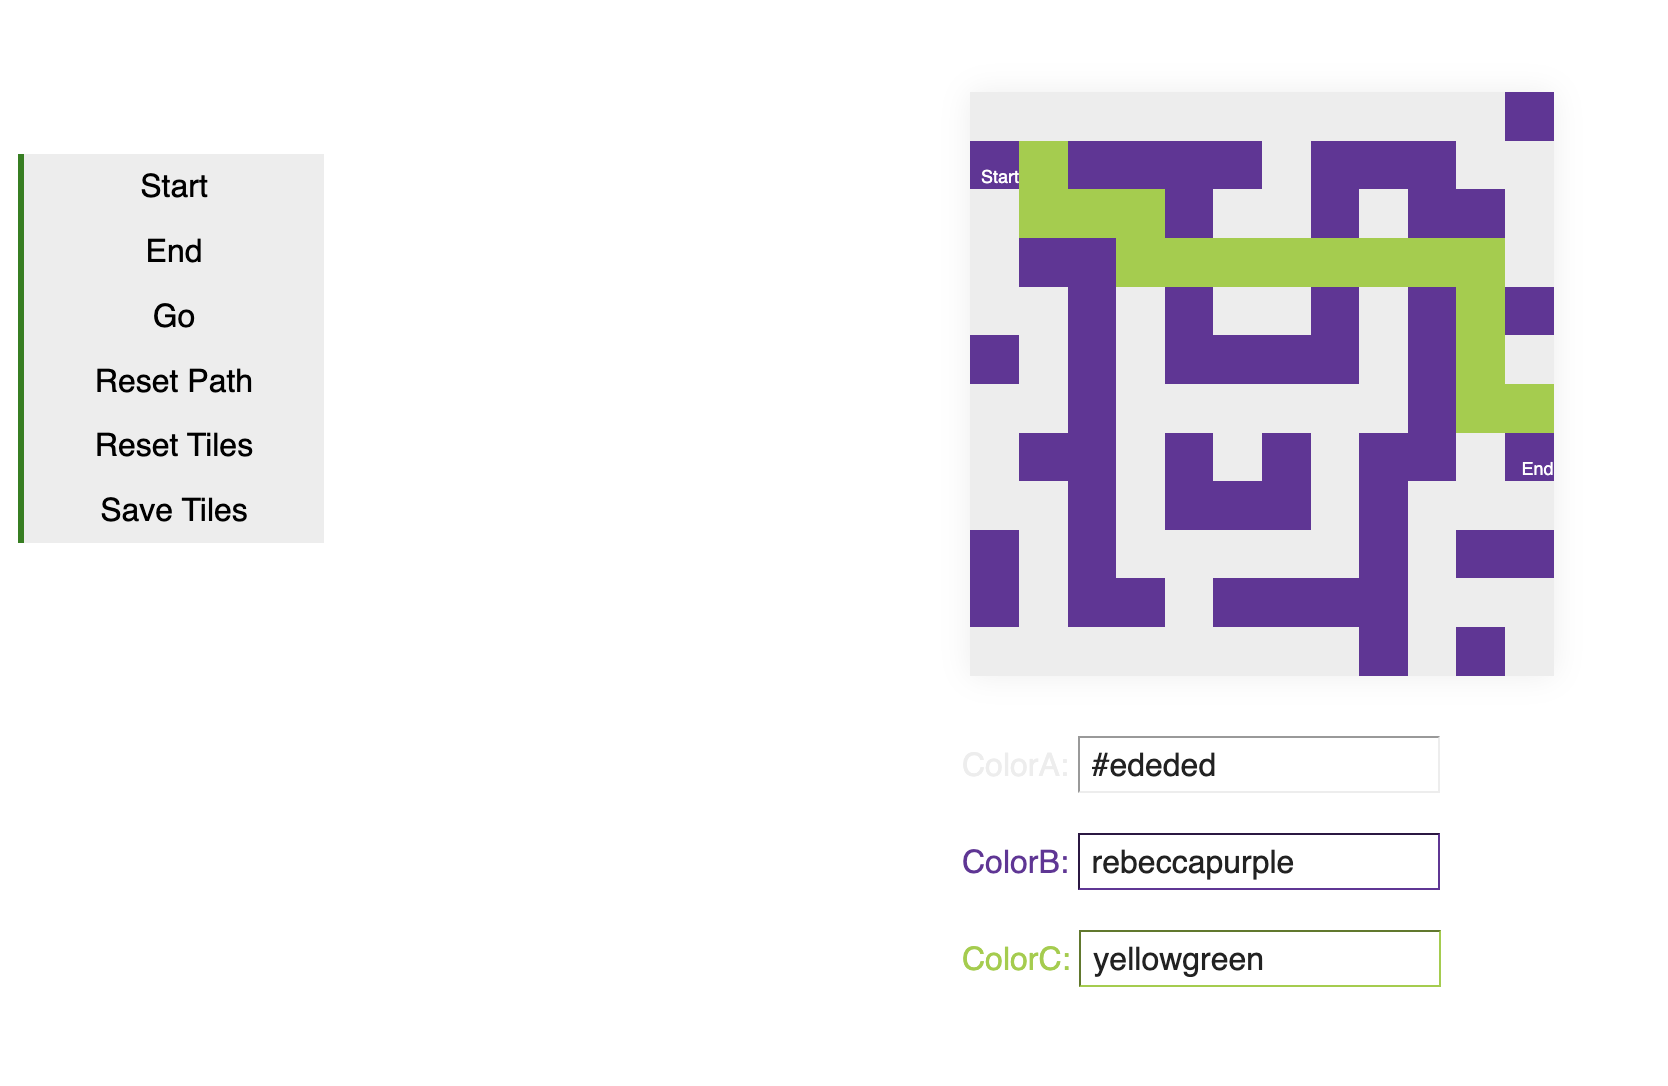 Start
End
Go
Reset Path
Reset Tiles
Save Tiles
Start
End
ColorA: #ededed
ColorB: rebeccapurple
ColorC: yellowgreen